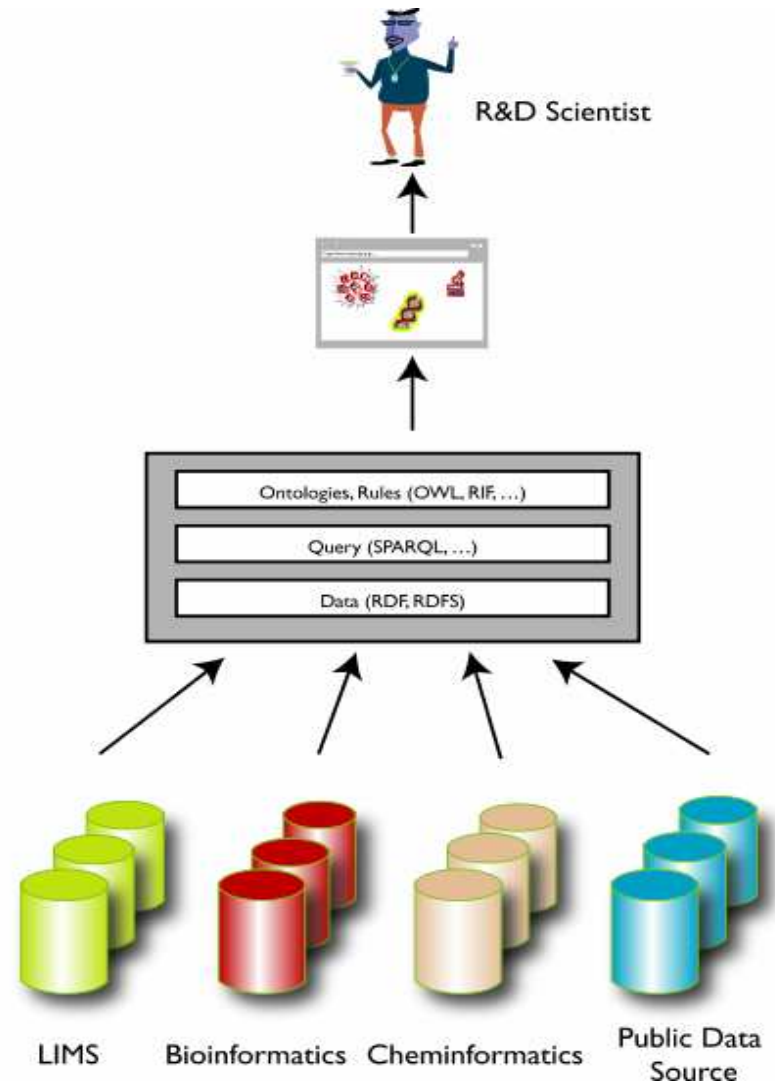 R&D Scientist
Ontologies, Rules (OWL, RIF, …)
Query (SPARQL, …)
Data (RDF, RDFS)
LIMS
Bioinformatics
Cheminformatics
Public Data
Source